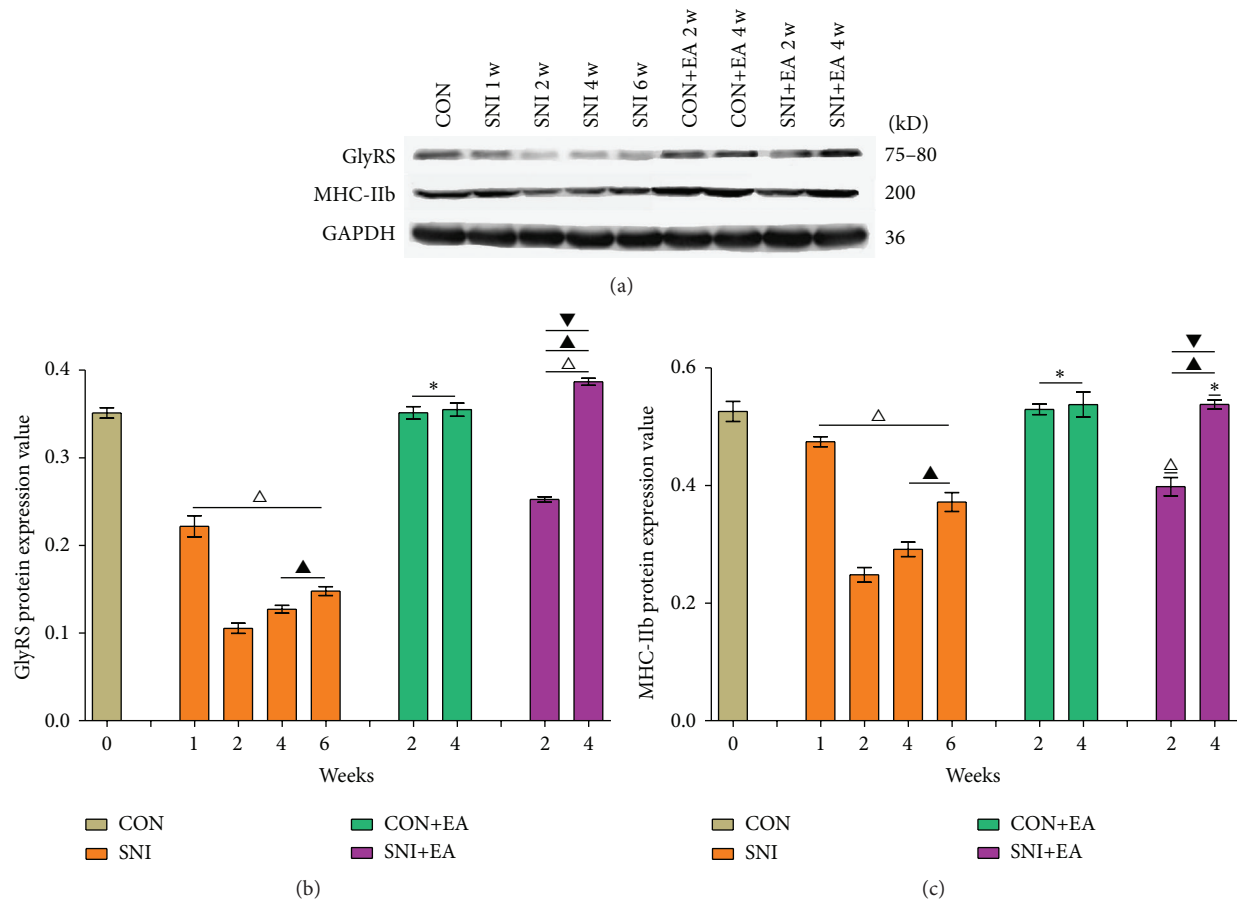 CON
SNI 1 w
SNI 2 w
SNI 4 w
SNI 6 w
CON+EA 2 w
CON+EA 4 w
SNI+EA 2 w
SNI+EA 4 w
(kD)
GlyRS 75–80
MHC-IIb 200
GAPDH 36
(a)
GlyRS protein expression value
0.4
0.3
0.2
0.1
0.0
△
▲
*
▼
▲
△
0 1 2 4 6 2 4 2 4
Weeks
CON CON+EA
SNI SNI+EA
(b)
MHC-IIb protein expression value
0.6
0.4
0.2
0.0
△
▲
*
▼
▲
*
△
0 1 2 4 6 2 4 2 4
Weeks
CON CON+EA
SNI SNI+EA
(c)